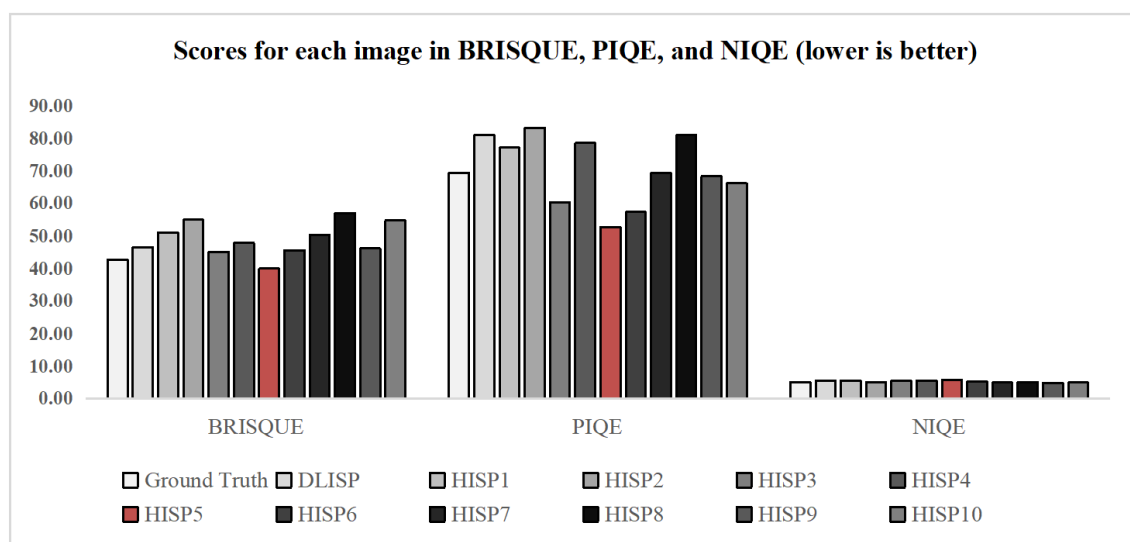 Scores for each image in BRISQUE, PIQE, and NIQE (lower is better)
90.00
80.00
70.00
60.00
50.00
40.00
30.00
20.00
10.00
0.00
BRISQUE PIQE NIQE
Ground Truth DLISP HISP1 HISP2 HISP3 HISP4
HISP5 HISP6 HISP7 HISP8 HISP9 HISP10